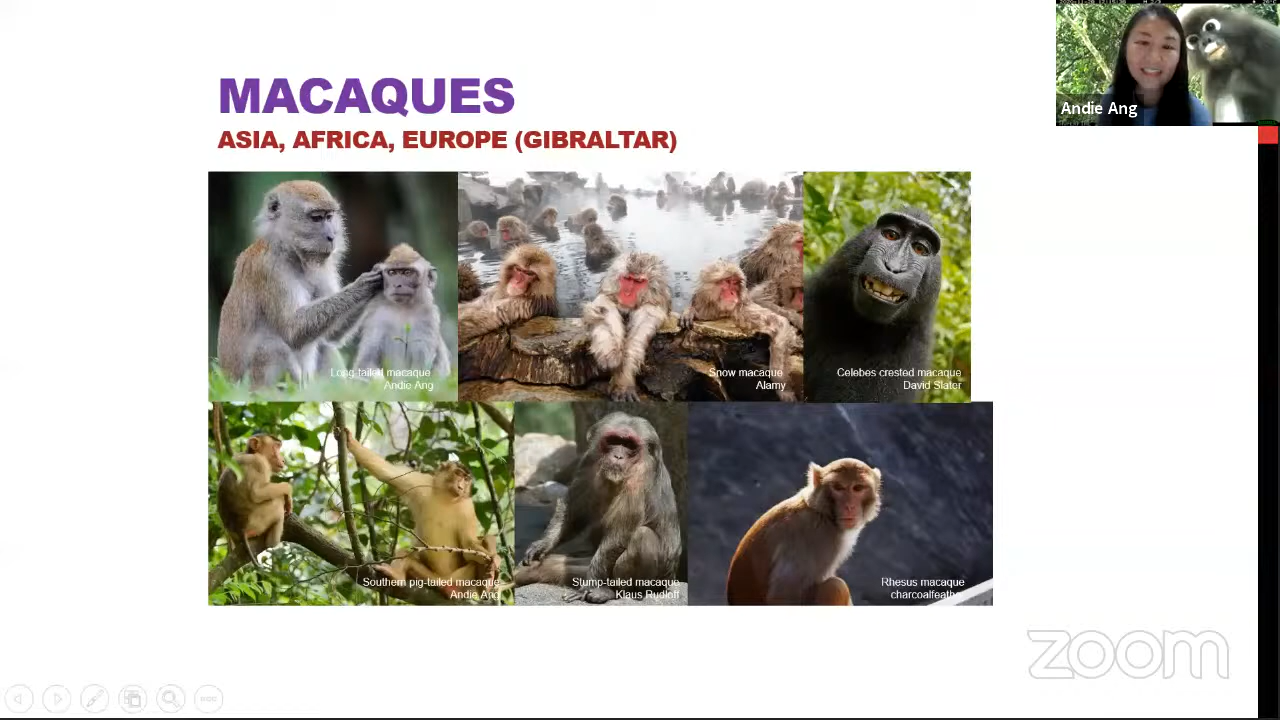 MACAQUES
ASIA, AFRICA, EUROPE (GIBRALTAR)
Andie Ang
Long-tailed macaque
Andie Ang
Snow macaque
Alamy
Celebes crested macaque
David Slater
Southern pig-tailed macaque
Andie Ang
Stump-tailed macaque
Klaus Rudloff
Rhesus macaque
zoom